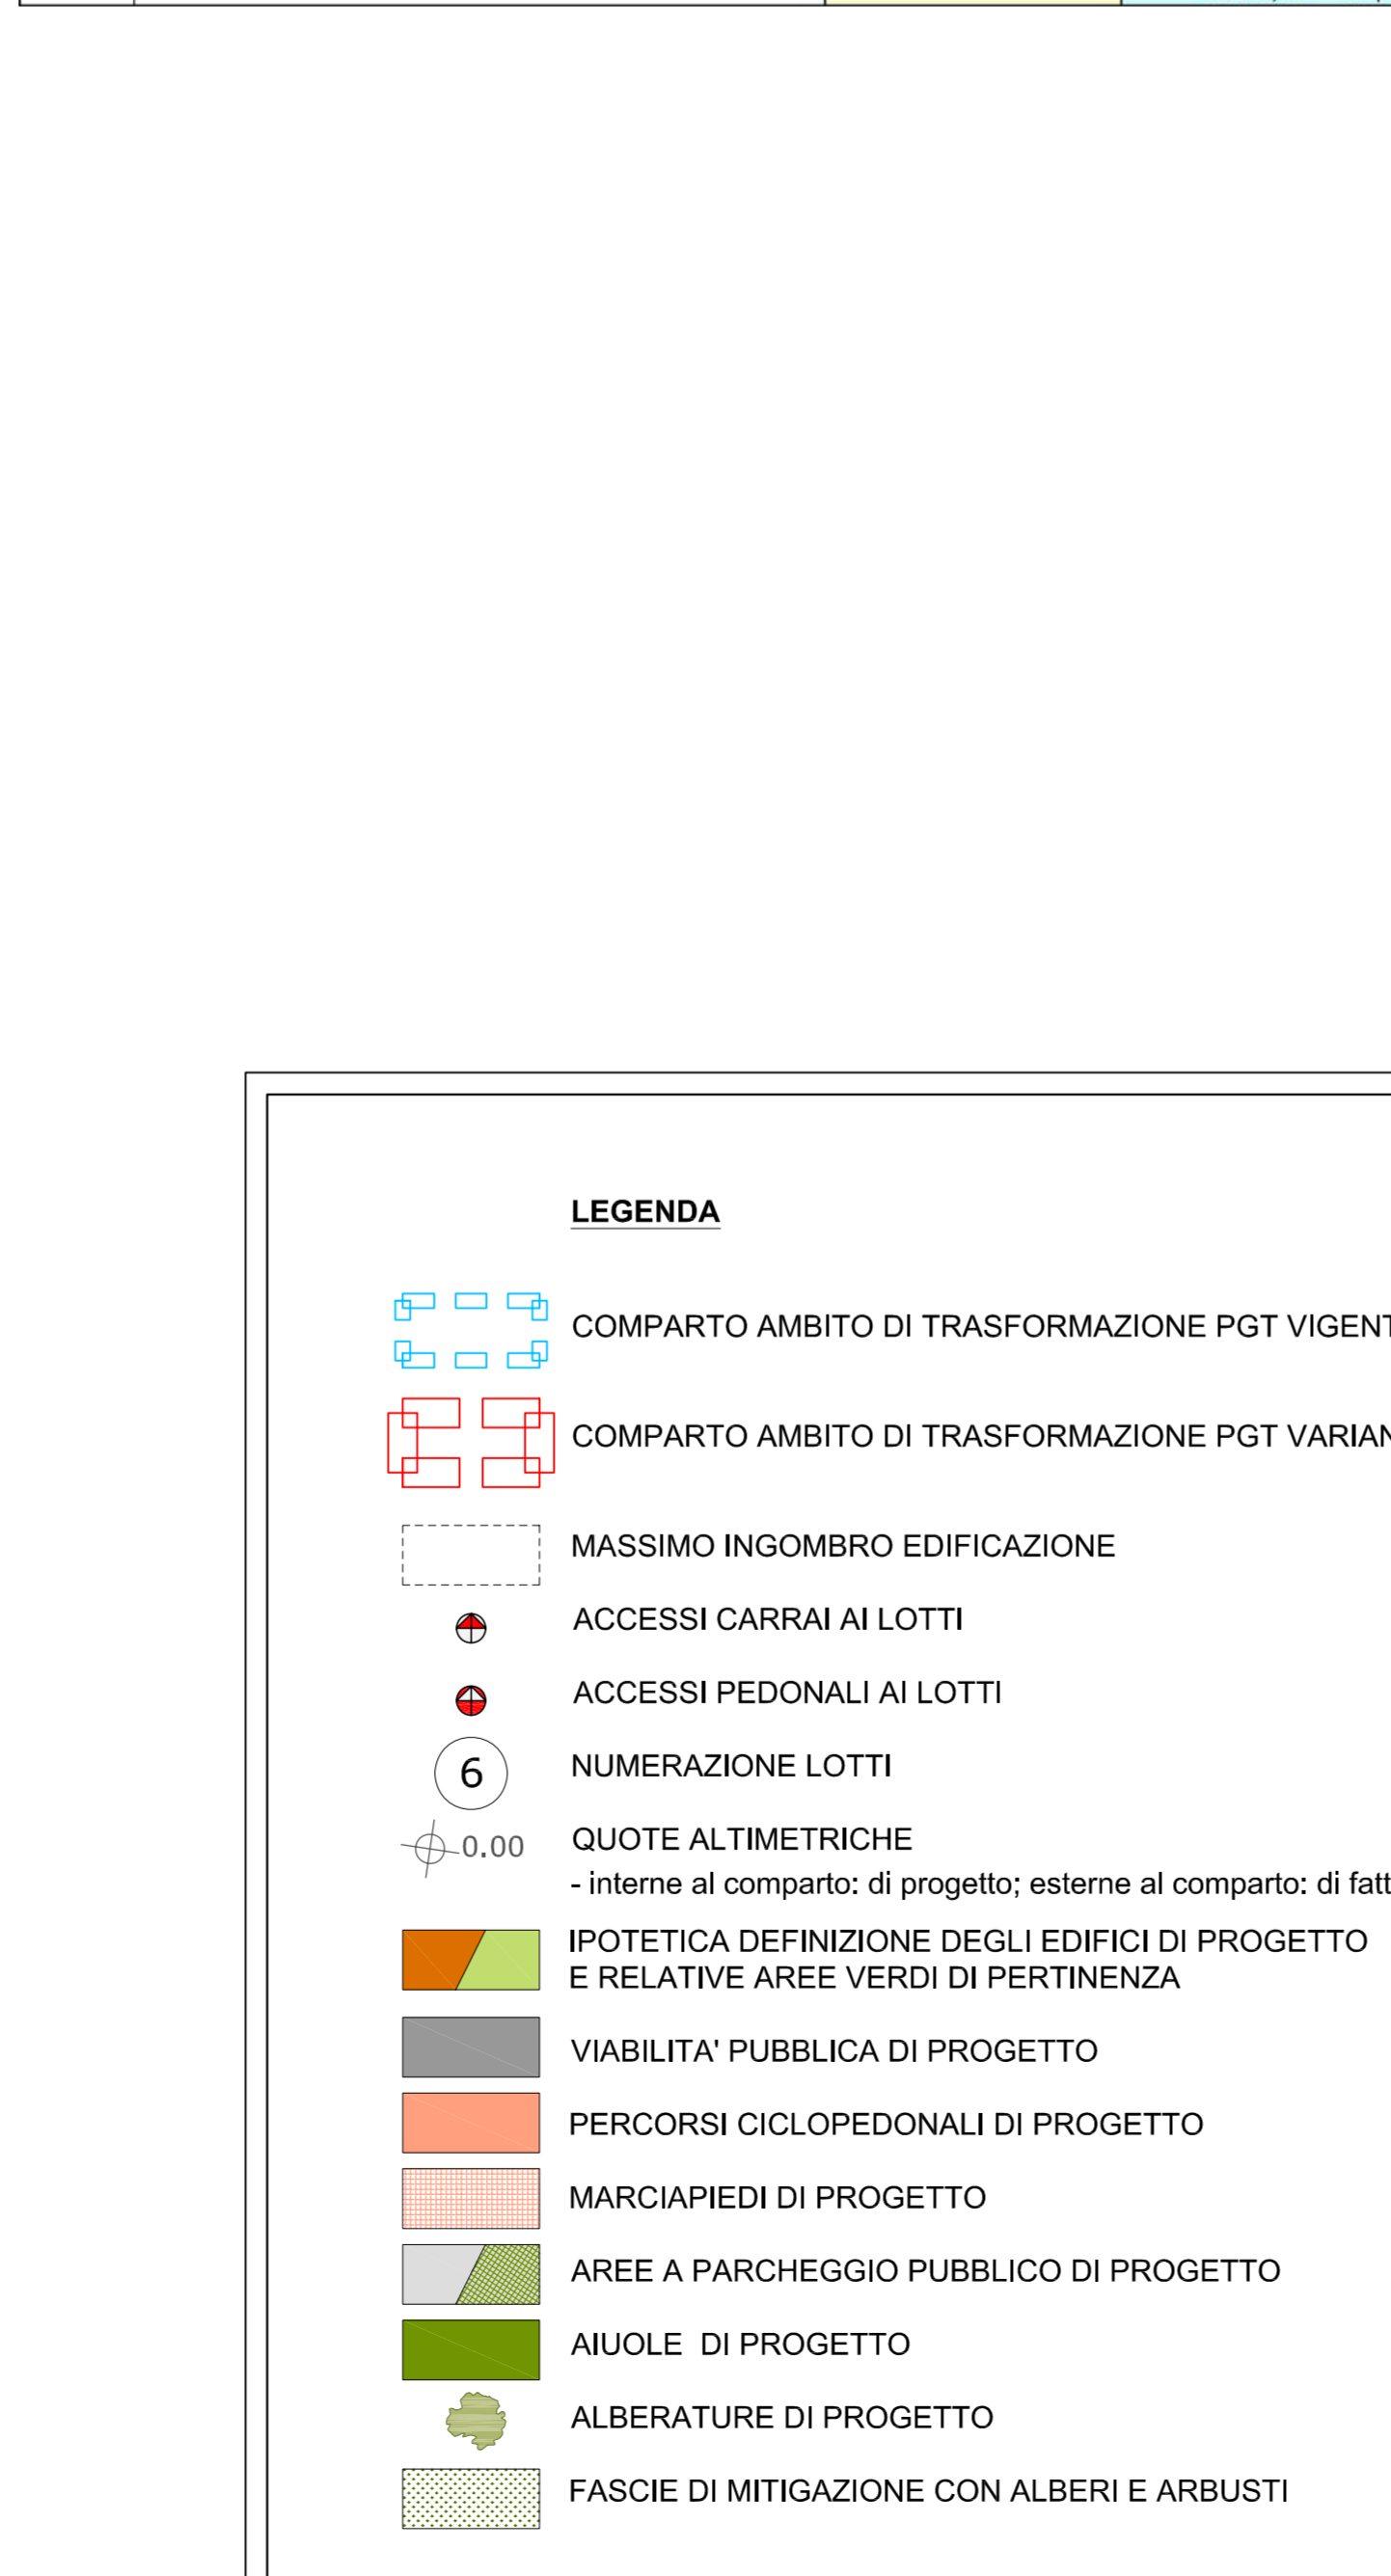 LEGENDA
COMPARTO AMBITO DI TRASFORMAZIONE PGT
COMPARTO AMBITO DI TRASFORMAZIONE PGT
MASSIMO INGOMBRO EDIFICAZIONE
ACCESSI CARRAI AI LOTTI
ACCESSI PEDONALI AI LOTTI
6 NUMERAZIONE LOTTI
0.00 QUOTE ALTIMETRICHE
- interne al comparto: di progetto; esterne al comparto: di
IPOTETICA DEFINIZIONE DEGLI EDIFICI DI PROGETTO
E RELATIVE AREE VERDI DI PERTINENZA
VIABILITA' PUBBLICA DI PROGETTO
PERCORSI CICLOPEDONALI DI PROGETTO
MARCIAPIEDI DI PROGETTO
AREE A PARCHEGGIO PUBBLICO DI PROGETTO
AIUOLE DI PROGETTO
ALBERATURE DI PROGETTO
FASCIE DI MITIGAZIONE CON ALBERI E ARBUSTI